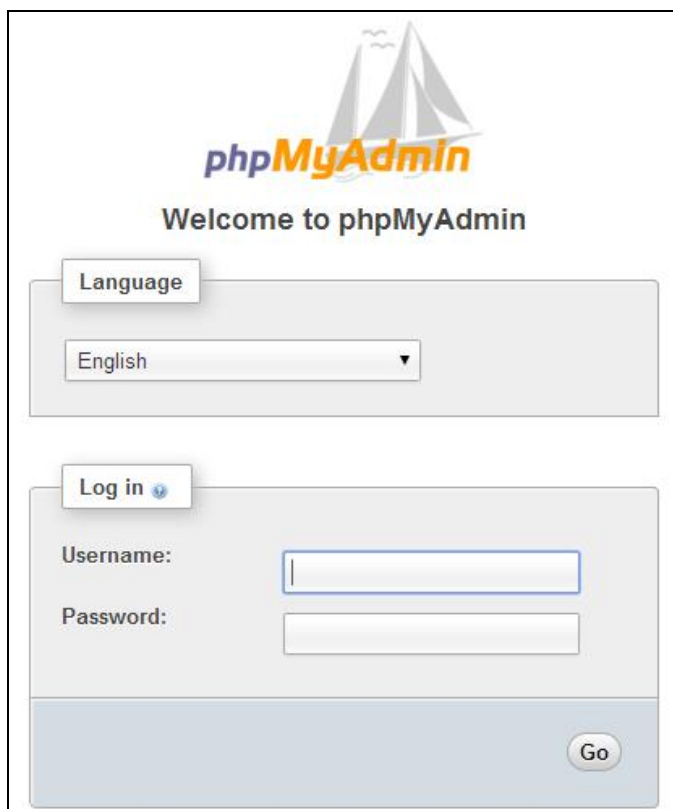 phpMyAdmin
Welcome to phpMyAdmin
Language
English
Log in
Username:
Password:
Go